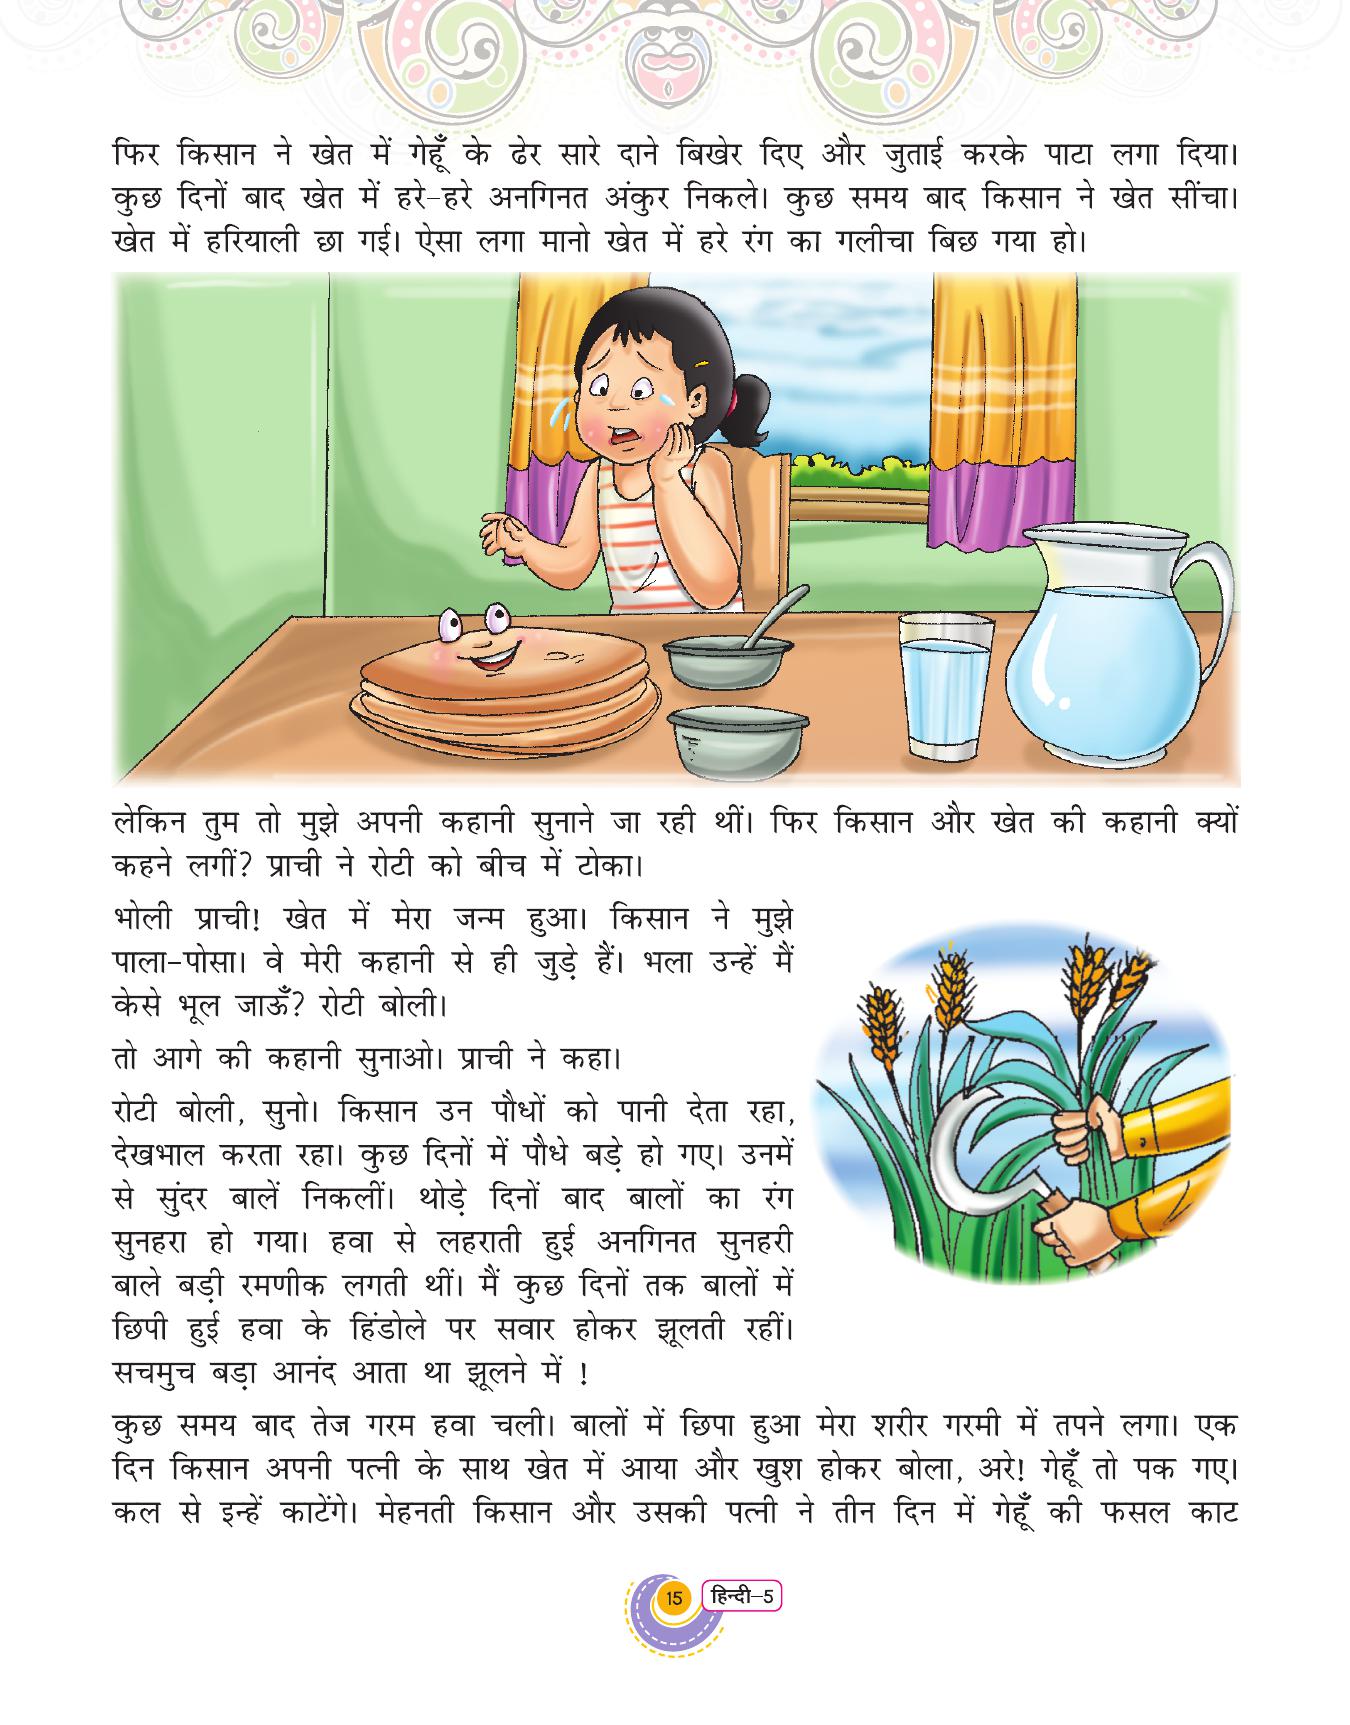 फिर किसान ने खेत में गेहूँ के ढेर सारे दाने बिखेर दिए और जुताई करके पाटा लगा दिया।
कुछ दिनों बाद खेत में हरे-हरे अनगिनत अंकुर निकले। कुछ समय बाद किसान ने खेत सींचा।
खेत में हरियाली छा गई। ऐसा लगा मानो खेत में हरे रंग का गलीचा बिछ गया हो।
लेकिन तुम तो मुझे अपनी कहानी सुनाने जा रही थीं। फिर किसान और खेत की कहानी क्यों
कहने लगीं? प्राची ने रोटी को बीच में टोका।
भोली प्राची! खेत में मेरा जन्म हुआ। किसान ने मुझे
पाला-पोसा। वे मेरी कहानी से ही जुड़े हैं। भला उन्हें मैं
केसे भूल जाऊँ? रोटी बोली।
तो आगे की कहानी सुनाओ। प्राची ने कहा।
रोटी बोली, सुनो। किसान उन पौधों को पानी देता रहा,
देखभाल करता रहा। कुछ दिनों में पौधे बड़े हो गए। उनमें
से सुंदर बालें निकलीं। थोड़े दिनों बाद बालों का रंग
सुनहरा हो गया। हवा से लहराती हुई अनगिनत सुनहरी
बाले बड़ी रमणीक लगती थीं। मैं कुछ दिनों तक बालों में
छिपी हुई हवा के हिंडोले पर सवार होकर झूलती रहीं।
सचमुच बड़ा आनंद आता था झूलने में !
कुछ समय बाद तेज गरम हवा चली। बालों में छिपा हुआ मेरा शरीर गरमी में तपने लगा। एक
दिन किसान अपनी पत्नी के साथ खेत में आया और खुश होकर बोला, अरे! गेहूँ तो पक गए।
कल से इन्हें काटेंगे। मेहनती किसान और उसकी पत्नी ने तीन दिन में गेहूँ की फसल काट
15 हिन्दी-5